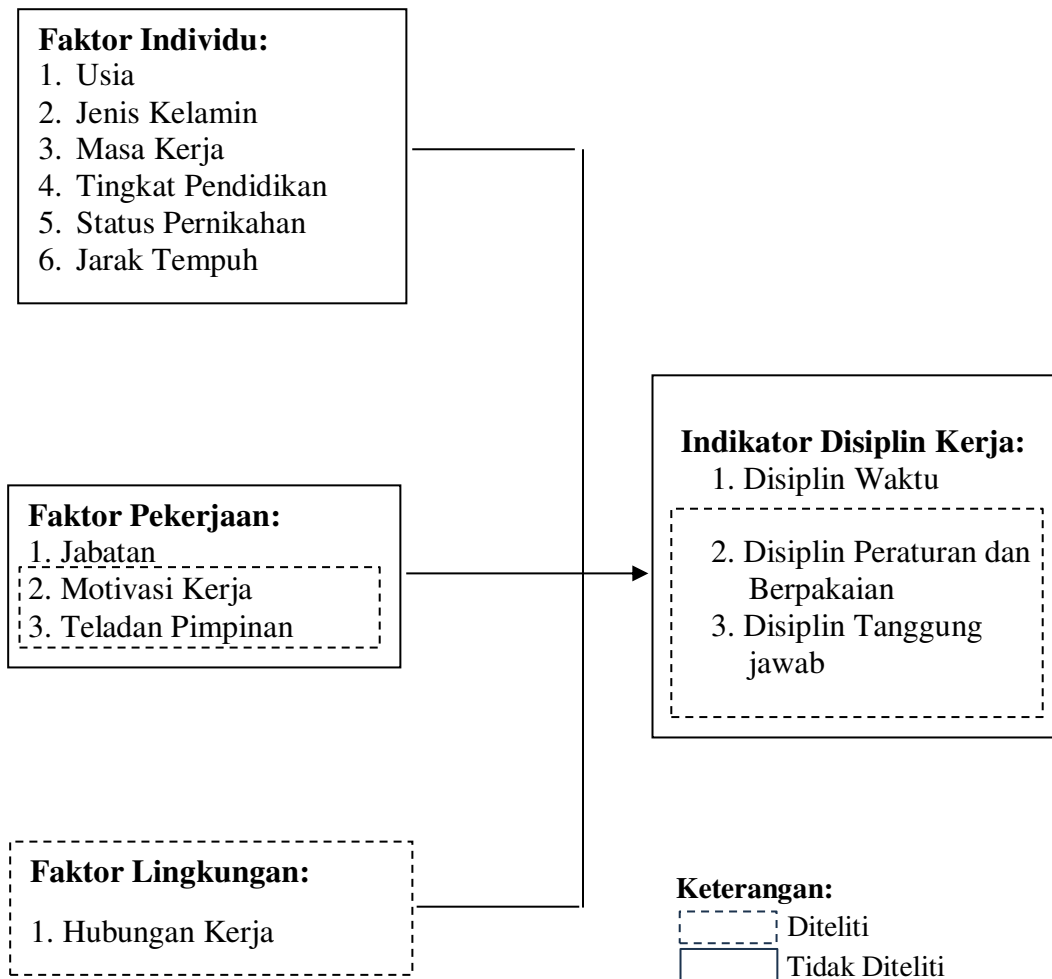 Faktor Individu:
1. Usia
2. Jenis Kelamin
3. Masa Kerja
4. Tingkat Pendidikan
5. Status Pernikahan
6. Jarak Tempuh
Faktor Pekerjaan:
1. Jabatan
2. Motivasi Kerja
3. Teladan Pimpinan
Faktor Lingkungan:
1. Hubungan Kerja
Indikator Disiplin Kerja:
1. Disiplin Waktu
2. Disiplin Peraturan dan
Berpakaian
3. Disiplin Tanggung
jawab
Keterangan:
Diteliti
Tidak Diteliti